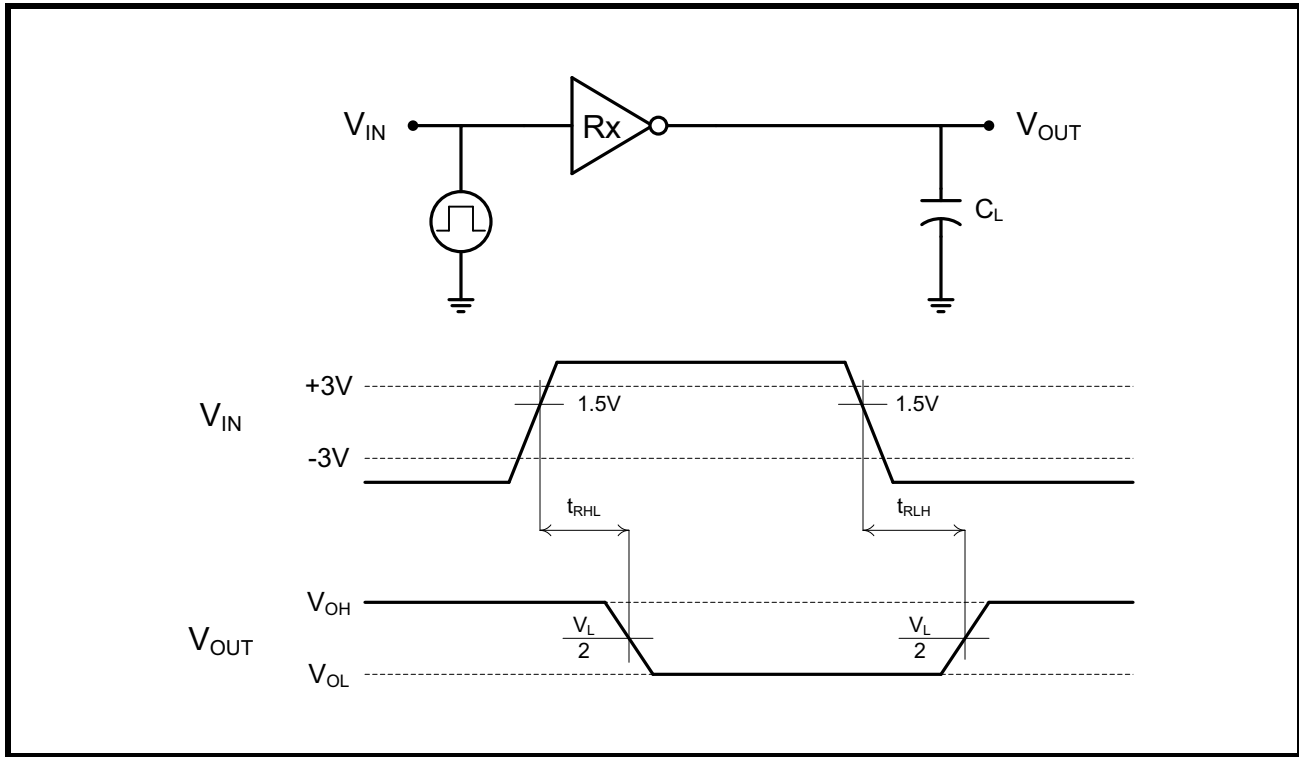 V_IN
Rx
V_OUT
C_L
V_IN
+3V
-3V
1.5V
1.5V
t_RHL
t_RLH
V_OUT
V_OH
V_OL
V_L
2
V_L
2